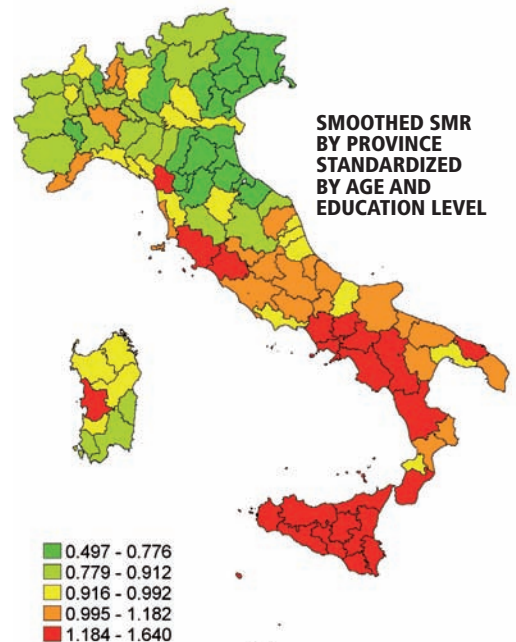 SMOOTHED SMR
BY PROVINCE
STANDARDIZED
BY AGE AND
EDUCATION LEVEL
0.497 - 0.776
0.779 - 0.912
0.916 - 0.992
0.995 - 1.182
1.184 - 1.640